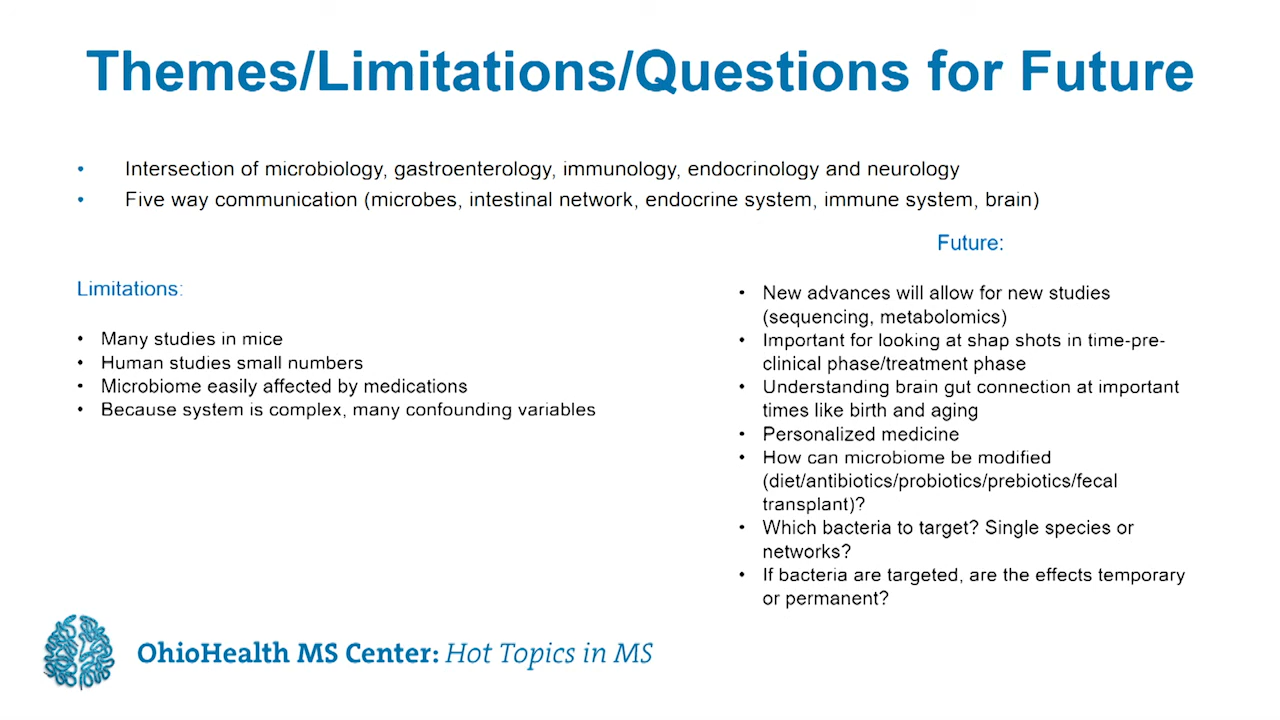 Themes/Limitations/Questions for Future
• Intersection of microbiology, gastroenterology, immunology, endocrinology and neurology
• Five way communication (microbes, intestinal network, endocrine system, immune system, brain)
Limitations:
• Many studies in mice
• Human studies small numbers
• Microbiome easily affected by medications
• Because system is complex, many confounding variables
Future:
• New advances will allow for new studies
(sequencing, metabolomics)
• Important for looking at shap shots in time-pre-
clinical phase/treatment phase
• Understanding brain gut connection at important
times like birth and aging
• Personalized medicine
• How can microbiome be modified
(diet/antibiotics/probiotics/prebiotics/fecal
transplant)?
• Which bacteria to target? Single species or
networks?
• If bacteria are targeted, are the effects temporary
or permanent?
OhioHealth MS Center: Hot Topics in MS